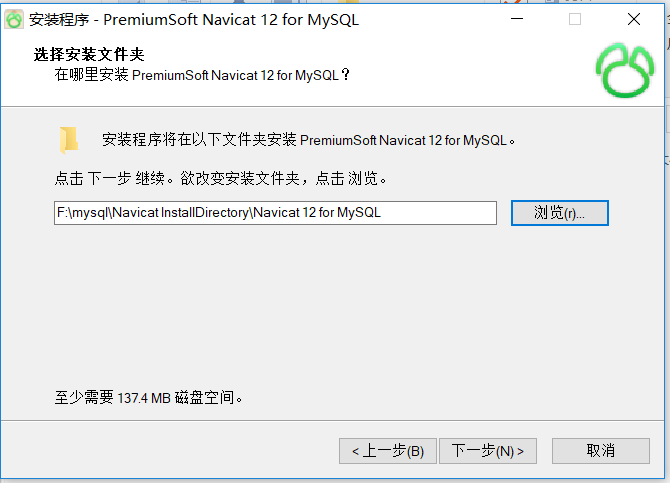 安装程序 - PremiumSoft Navicat 12 for MySQL
选择安装文件夹
在哪里安装 PremiumSoft Navicat 12 for MySQL？
安装程序将在以下文件夹安装 PremiumSoft Navicat 12 for MySQL。
点击 下一步 继续。欲改变安装文件夹，点击 浏览。
F:\mysql\Navicat InstallDirectory\Navicat 12 for MySQL
浏览(r)...
至少需要 137.4 MB 磁盘空间。
< 上一步(B)
下一步(N) >
取消